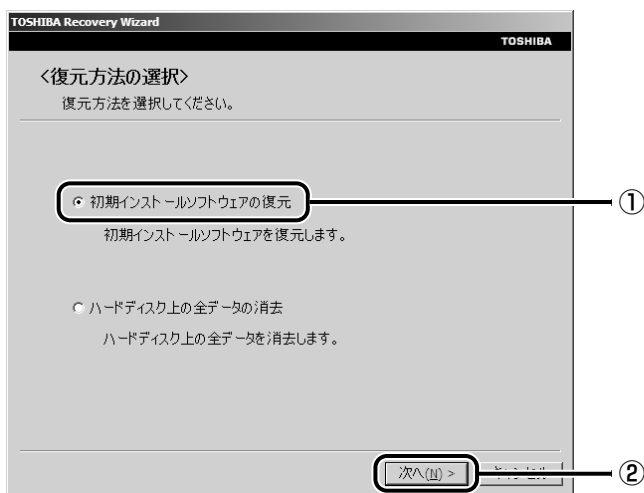 TOSHIBA Recovery Wizard
TOSHIBA
<復元方法の選択>
復元方法を選択してください。
初期インストールソフトウェアの復元
①
初期インストールソフトウェアを復元します。
ハードディスク上の全データの消去
ハードディスク上の全データを消去します。
次へ(N) >
②